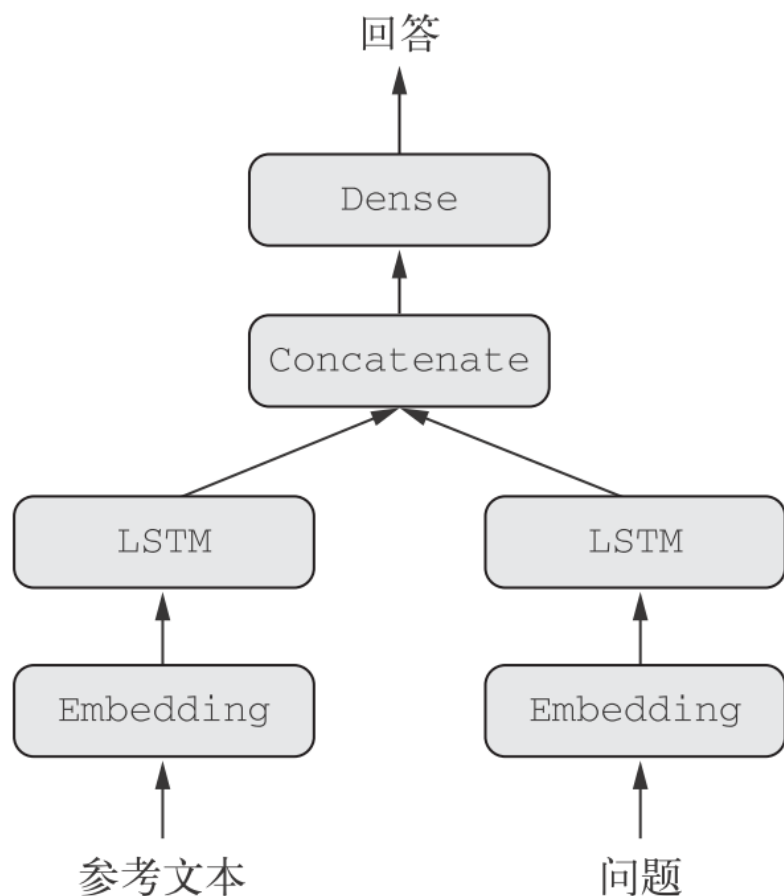 回答
Dense
Concatenate
LSTM LSTM
Embedding Embedding
参考文本 问题